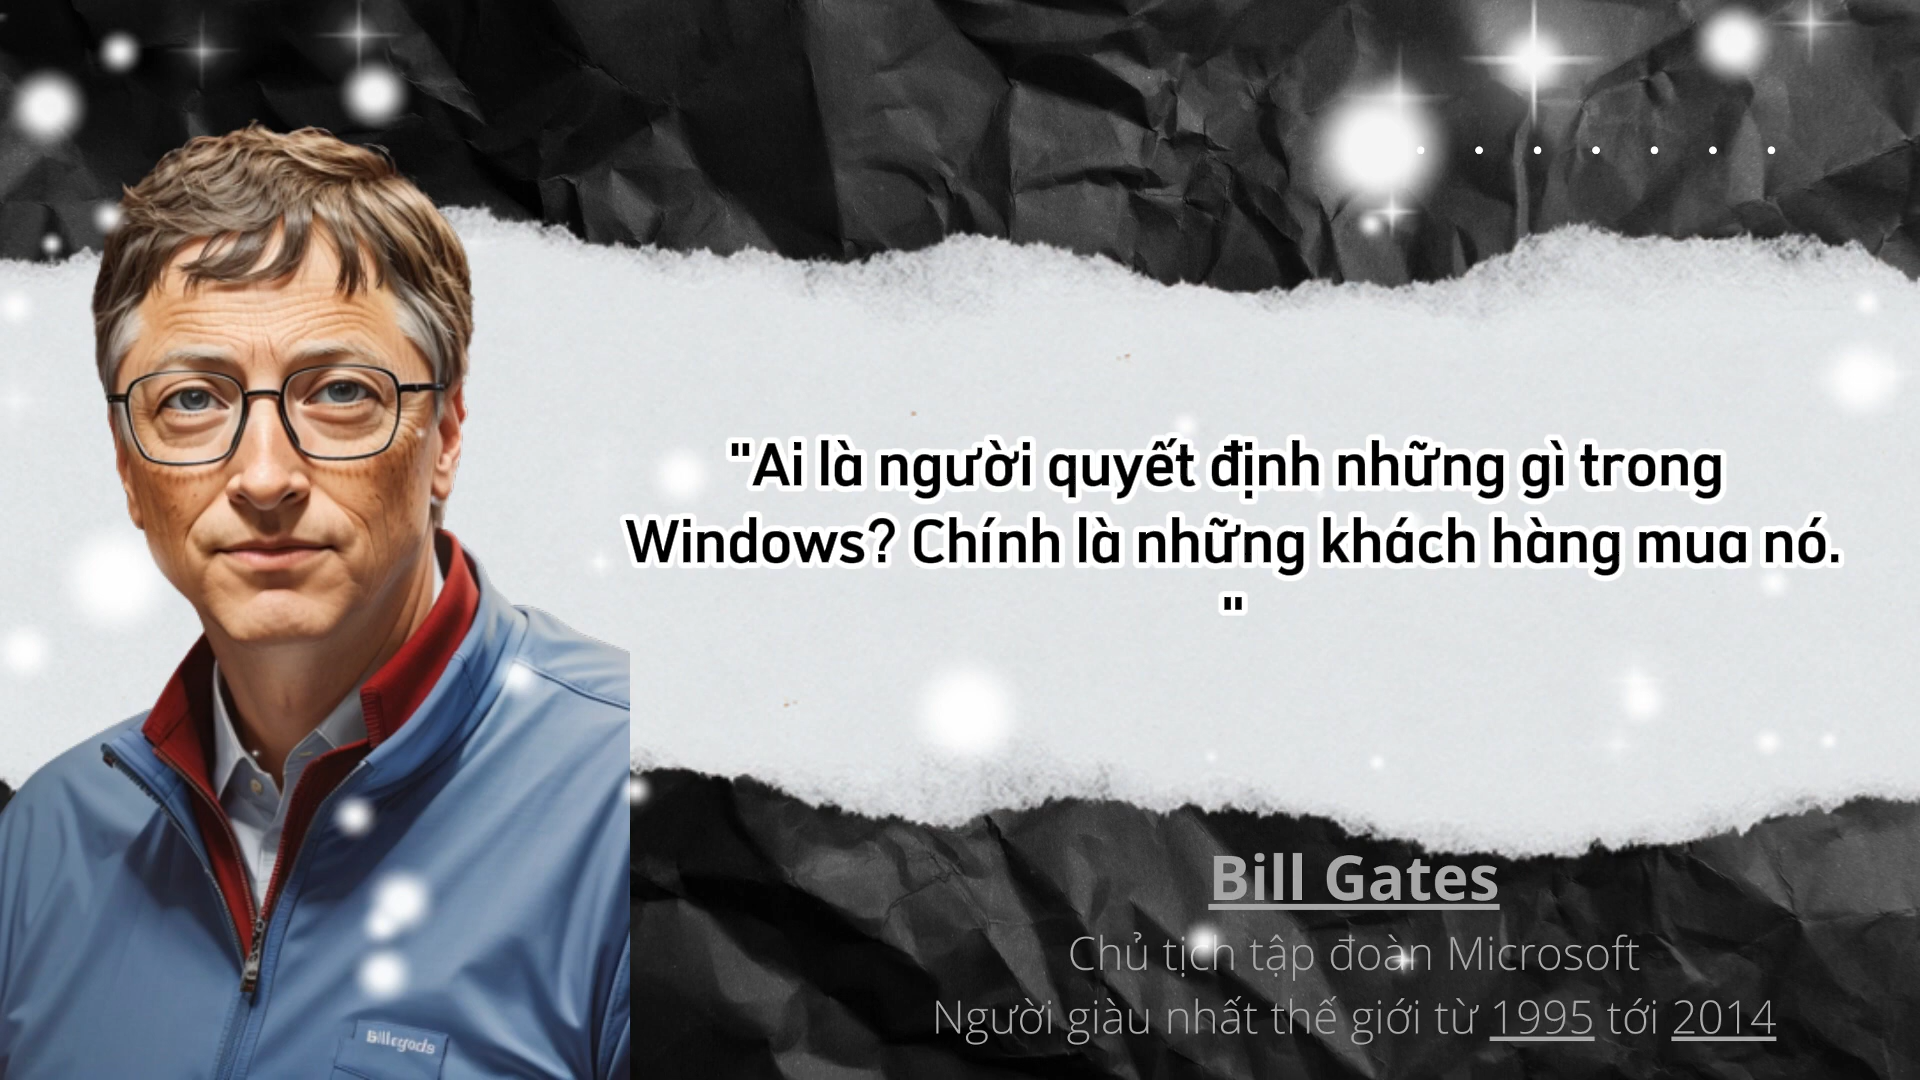 "Ai là người quyết định những gì trong
Windows? Chính là những khách hàng mua nó.
"
Bill Gates
Chủ tịch tập đoàn Microsoft
Người giàu nhất thế giới từ 1995 tới 2014